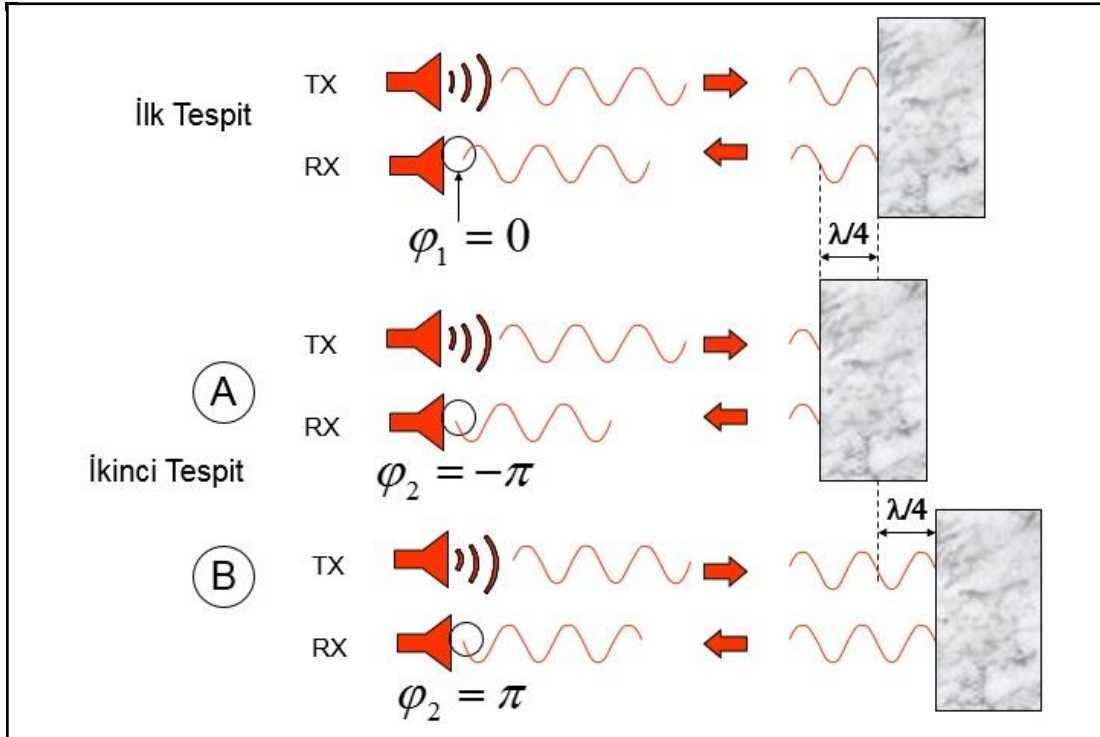 TX
İlk Tespit
RX
φ₁ = 0
λ/4
TX
A
RX
İkinci Tespit
φ₂ = −π
λ/4
TX
B
RX
φ₂ = π